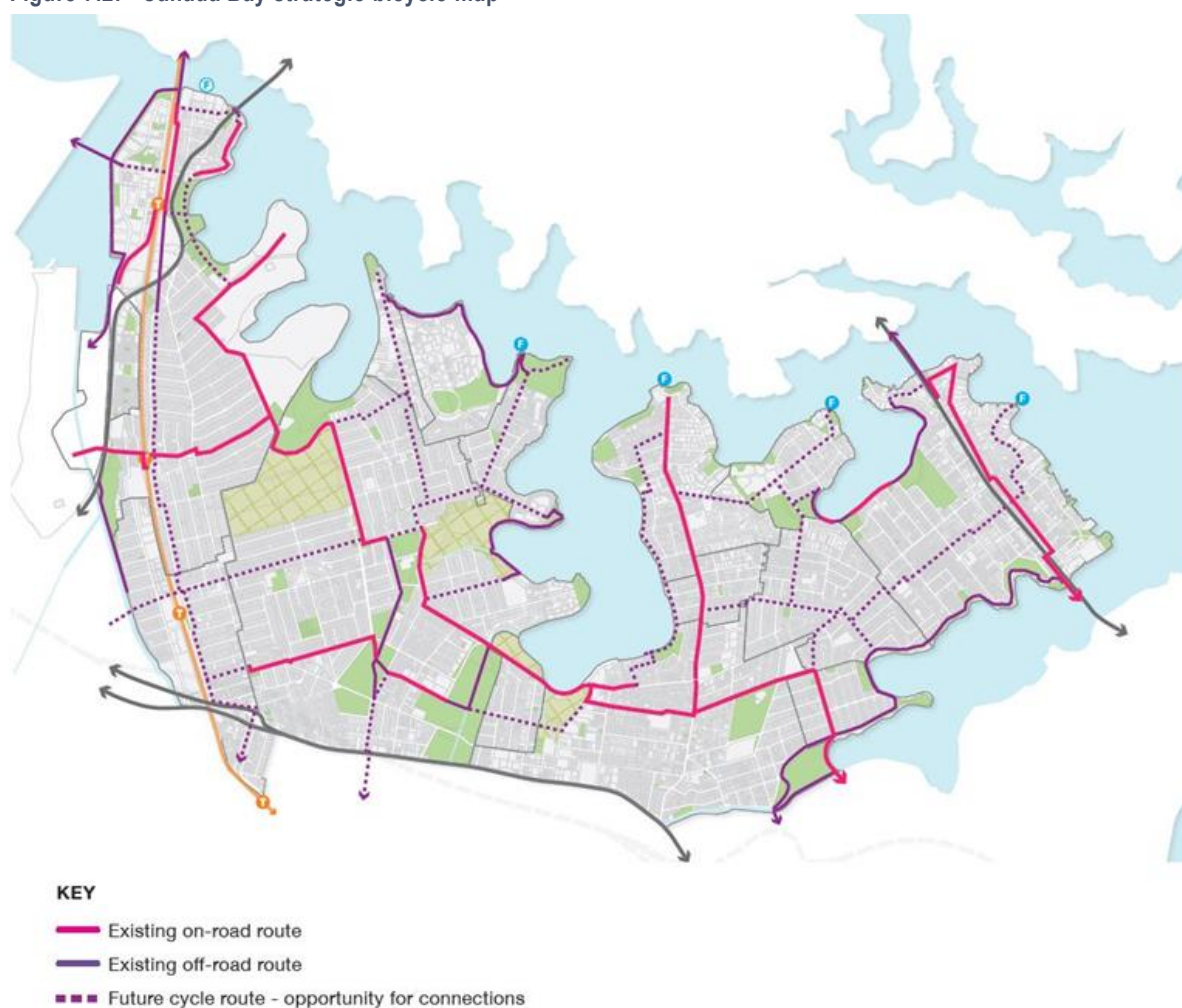 Figure 7.27 Canada Bay strategic bicycle map
F
T
F
F
F
F
T
T
KEY
Existing on-road route
Existing off-road route
Future cycle route - opportunity for connections